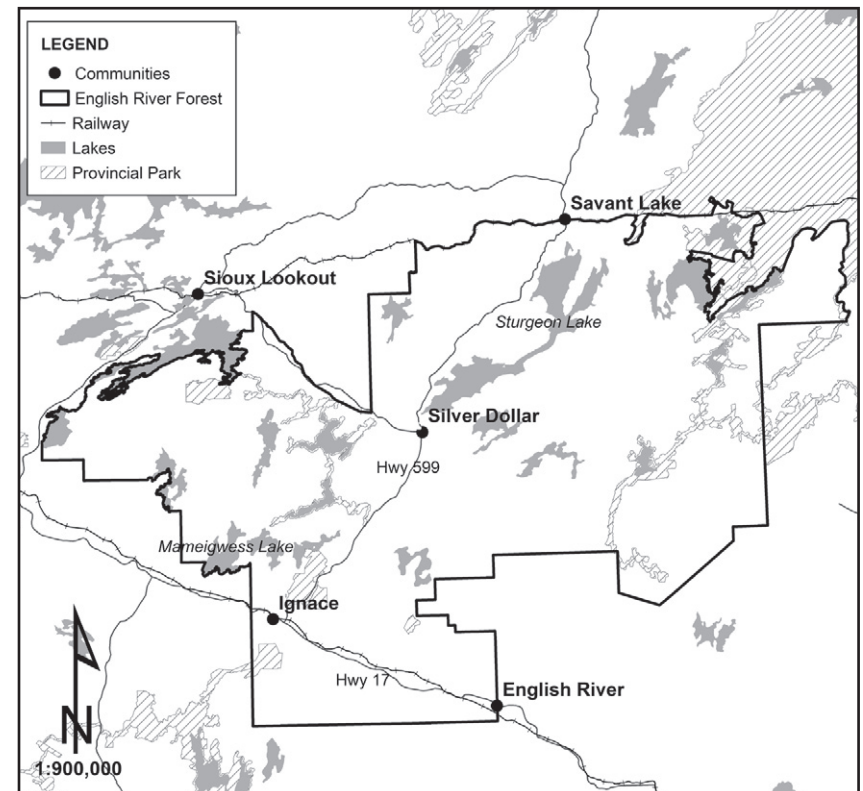 LEGEND
Communities
English River Forest
Railway
Lakes
Provincial Park
Savant Lake
Sioux Lookout
Sturgeon Lake
Silver Dollar
Hwy 599
Mameigwess Lake
Ignace
Hwy 17
English River
N
1:900,000